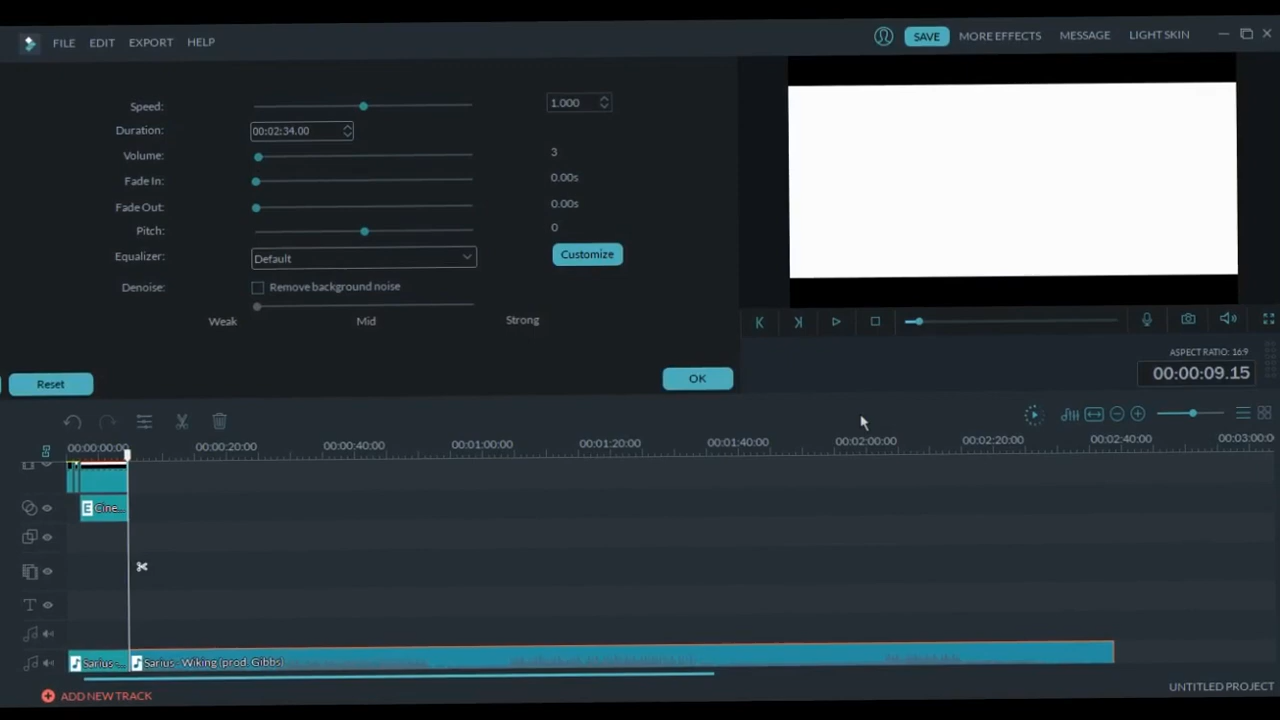 FILE EDIT EXPORT HELP
SAVE MORE EFFECTS MESSAGE LIGHT SKIN
Speed: 1.000
Duration: 00:02:34.00
Volume: 3
Fade In: 0.00s
Fade Out: 0.00s
Pitch: 0
Equalizer: Default Customize
Denoise: Remove background noise
Weak Mid Strong
Reset OK
ASPECT RATIO: 16:9
00:00:09.15
00:00:00:00 00:00:20:00 00:00:40:00 00:01:00:00 00:01:20:00 00:01:40:00 00:02:00:00 00:02:20:00 00:02:40:00 00:03:00:0
E Cine...
T
Sarius -... Sarius - Wiking (prod. Gibbs)
ADD NEW TRACK
UNTITLED PROJECT